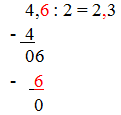 4,6 : 2 = 2,3
- 4
06
- 6
0